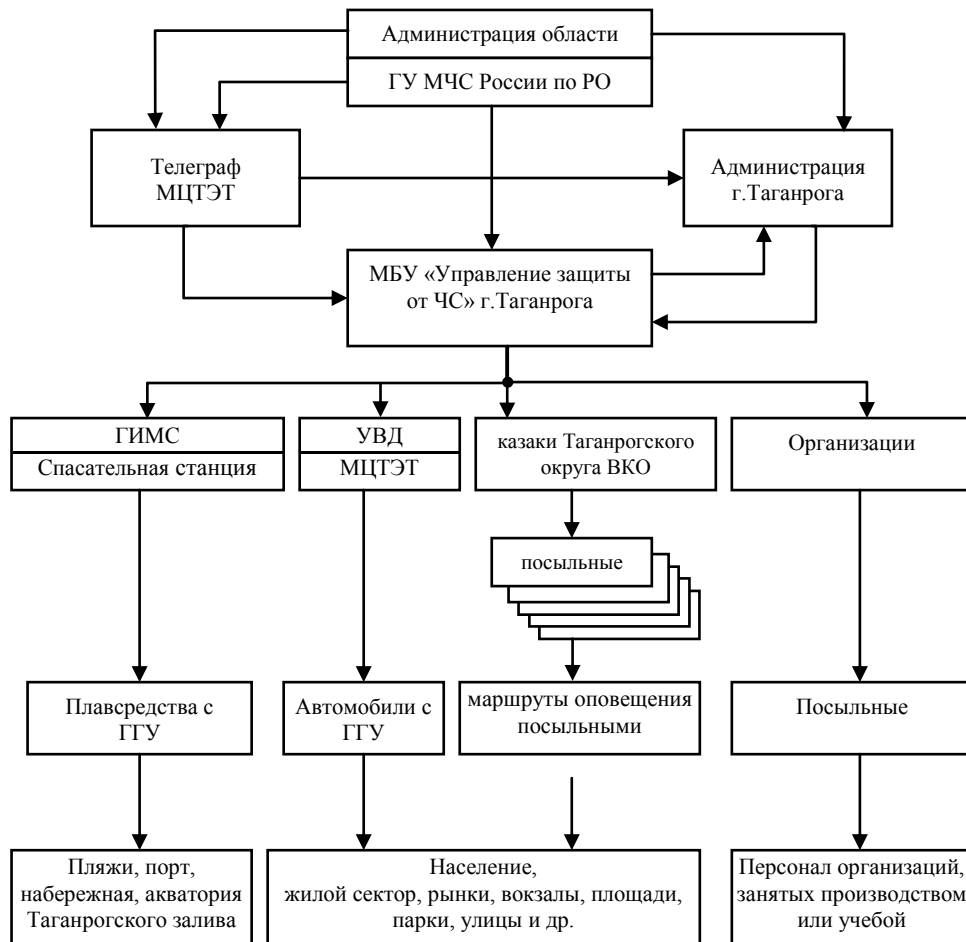 Администрация области
ГУ МЧС России по РО
Телеграф
МЦТЭТ
Администрация
г.Таганрога
МБУ «Управление защиты
от ЧС» г.Таганрога
ГИМС
Спасательная станция
УВД
МЦТЭТ
казаки Таганрогского
округа ВКО
Организации
посыльные
Плавсредства с
ГГУ
Автомобили с
ГГУ
маршруты оповещения
посыльными
Посыльные
Пляжи, порт,
набережная, акватория
Таганрогского залива
Население,
жилой сектор, рынки, вокзалы, площади,
парки, улицы и др.
Персонал организаций,
занятых производством
или учебой